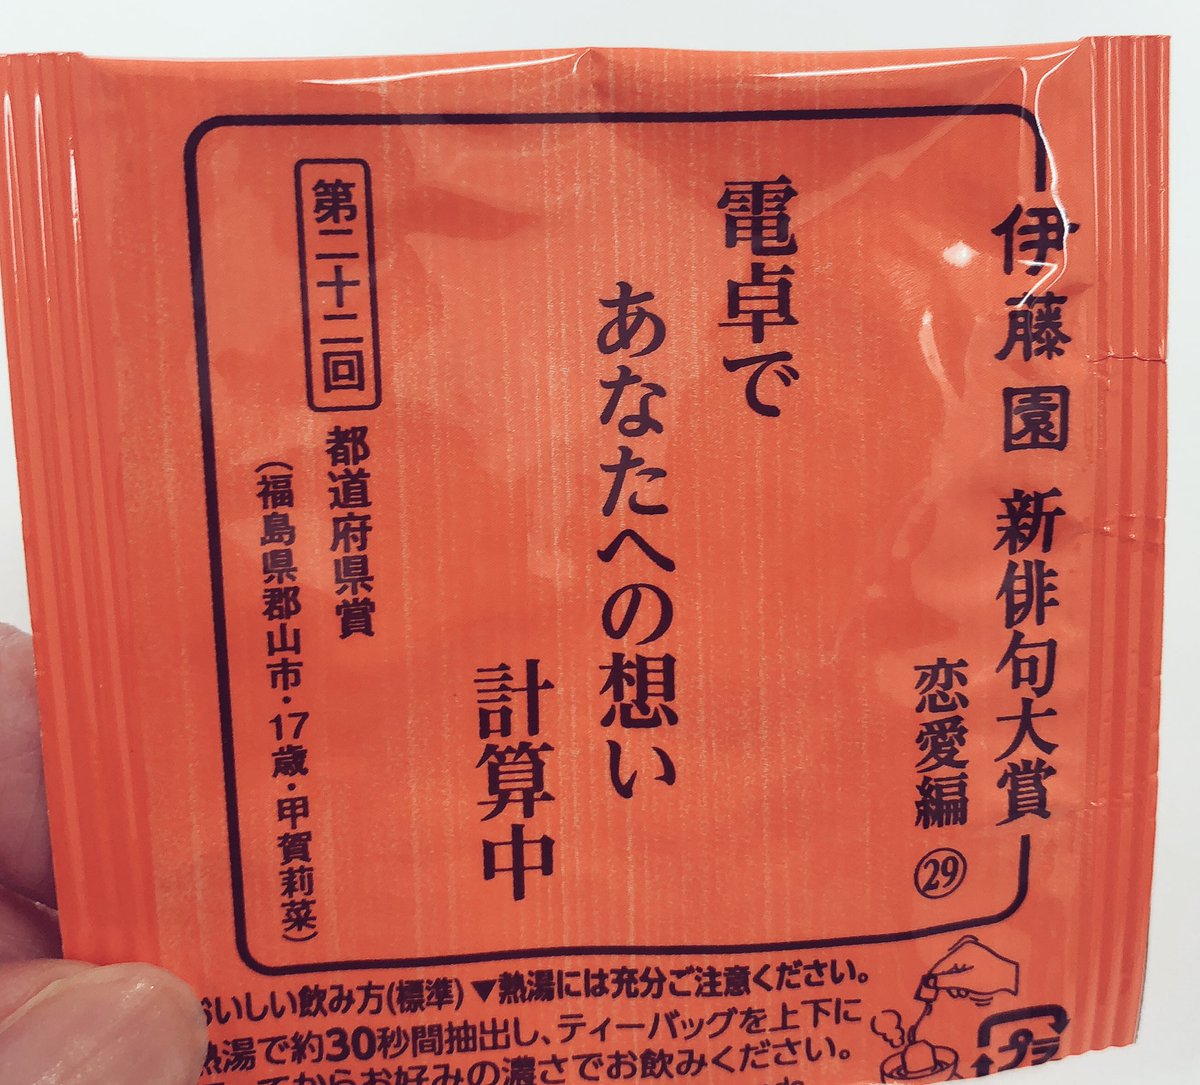 伊藤園 新俳句大賞
恋愛編 ㉙
電卓で
あなたへの想い
計算中
第二十二回 都道府県賞
(福島県郡山市・17歳・甲賀莉菜)
おいしい飲み方(標準) ▼熱湯には充分ご注意ください。
熱湯で約30秒間抽出し、ティーバッグを上下に
てからお好みの濃さでお飲みください。
プラ